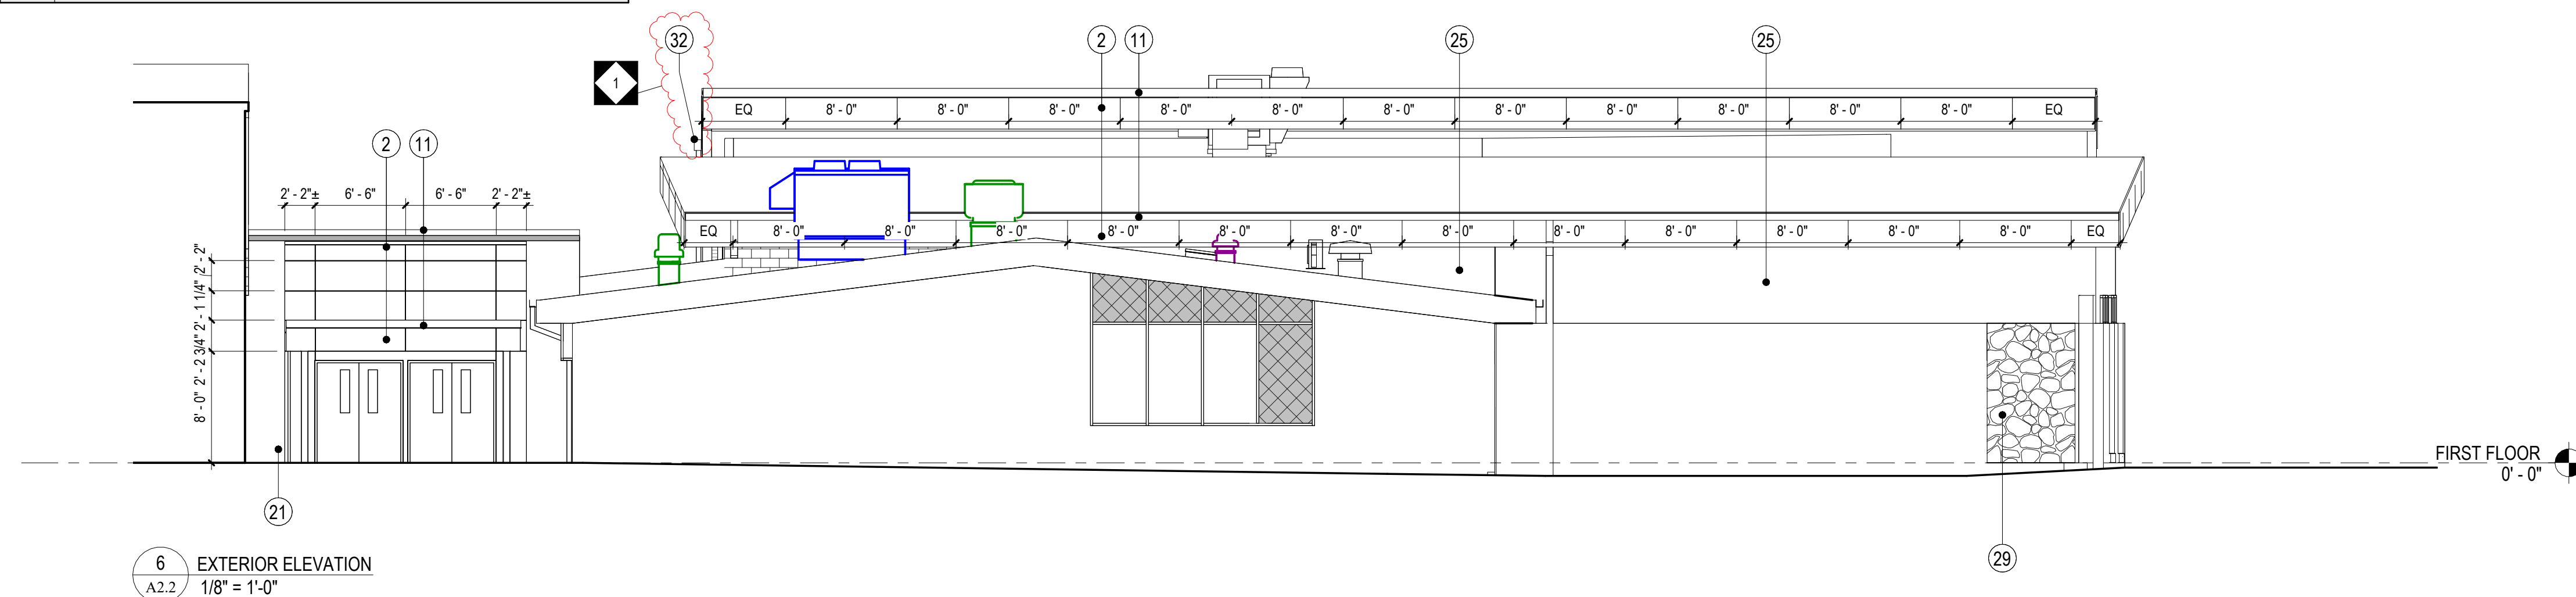 32
2
11
25
25
1
EQ 8' - 0" 8' - 0" 8' - 0" 8' - 0" 8' - 0" 8' - 0" 8' - 0" 8' - 0" 8' - 0" 8' - 0" 8' - 0" EQ
2
11
2' - 2"± 6' - 6" 6' - 6" 2' - 2"±
EQ 8' - 0" 8' - 0" 8' - 0" 8' - 0" 8' - 0" 8' - 0" 8' - 0" 8' - 0" 8' - 0" 8' - 0" 8' - 0" 8' - 0" EQ
8' - 0" 2' - 2 3/4" 2' - 1 1/4" 2' - 2"
FIRST FLOOR
0' - 0"
21
29
6
A2.2
EXTERIOR ELEVATION
1/8" = 1'-0"